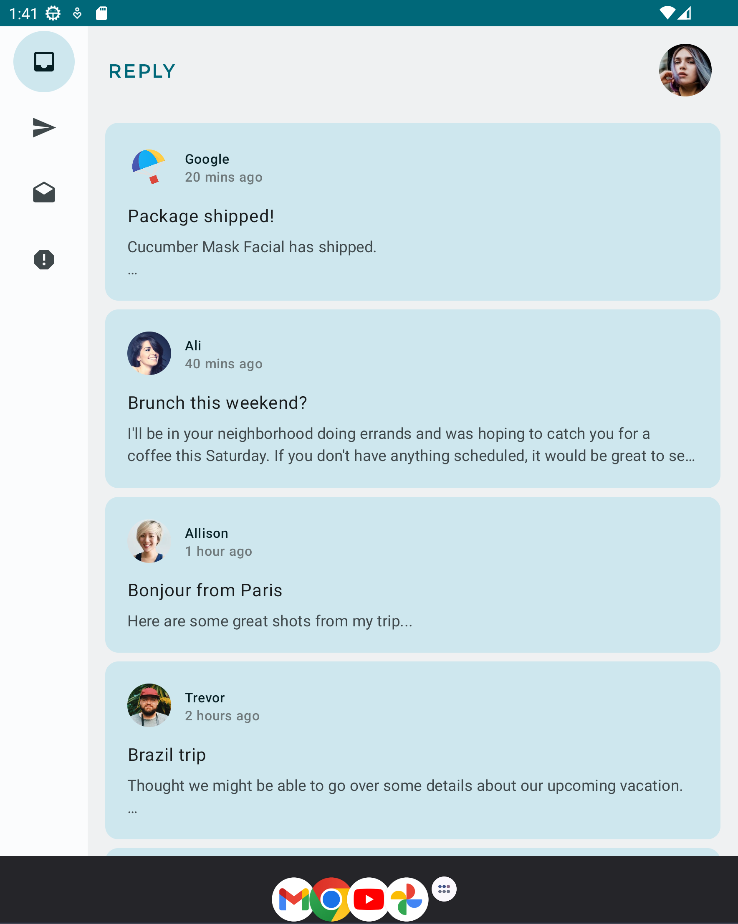 1:41
REPLY
Google
20 mins ago
Package shipped!
Cucumber Mask Facial has shipped.
...
Ali
40 mins ago
Brunch this weekend?
I'll be in your neighborhood doing errands and was hoping to catch you for a
coffee this Saturday. If you don't have anything scheduled, it would be great to se...
Allison
1 hour ago
Bonjour from Paris
Here are some great shots from my trip...
Trevor
2 hours ago
Brazil trip
Thought we might be able to go over some details about our upcoming vacation.
...